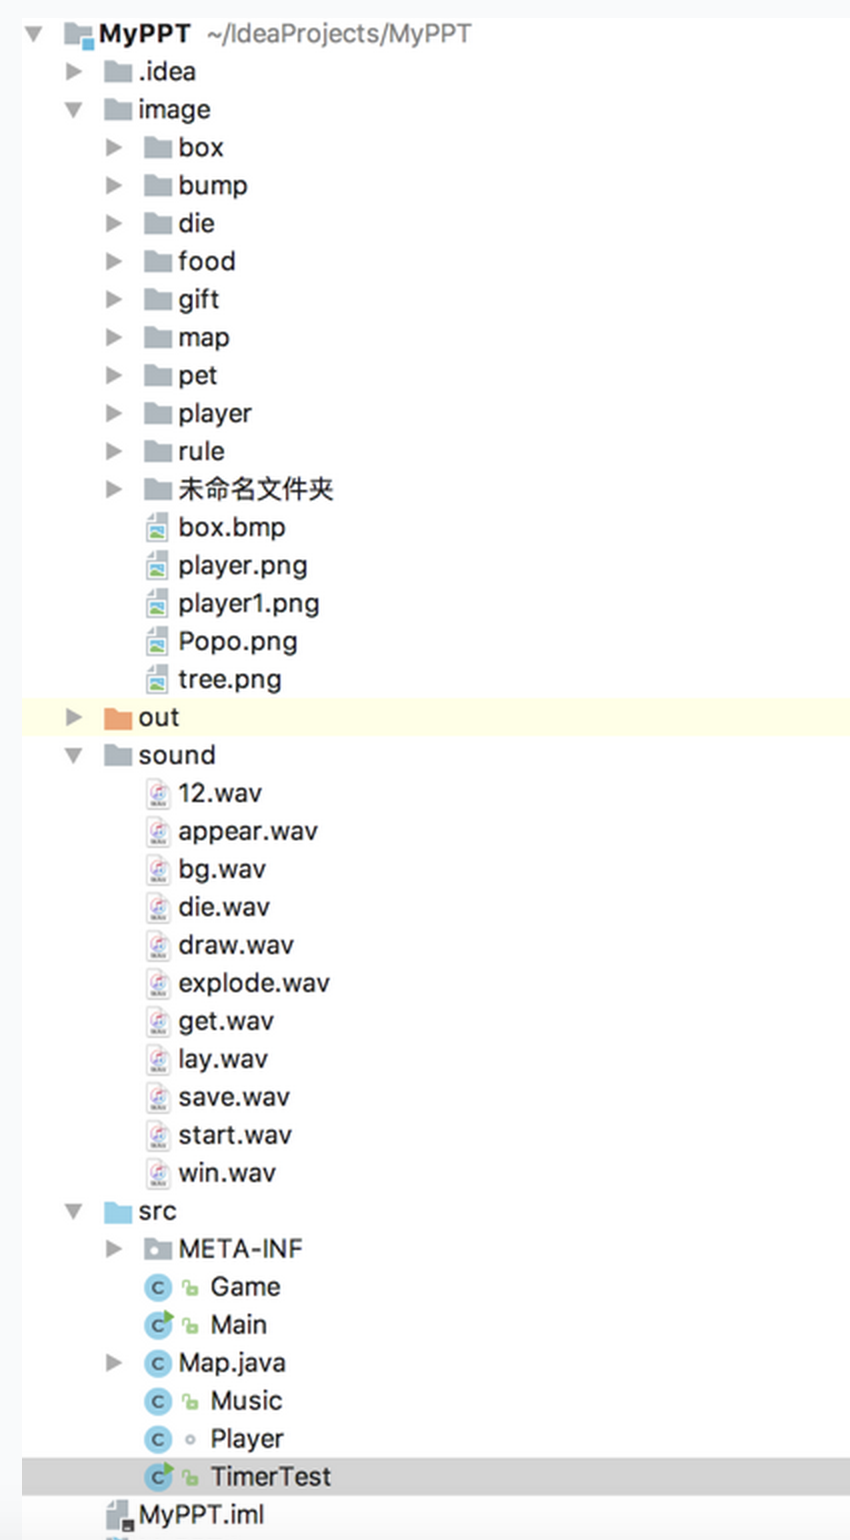 MyPPT ~/IdeaProjects/MyPPT
.idea
image
box
bump
die
food
gift
map
pet
player
rule
未命名文件夹
box.bmp
player.png
player1.png
Popo.png
tree.png
out
sound
12.wav
appear.wav
bg.wav
die.wav
draw.wav
explode.wav
get.wav
lay.wav
save.wav
start.wav
win.wav
src
META-INF
Game
Main
Map.java
Music
Player
TimerTest
MyPPT.iml